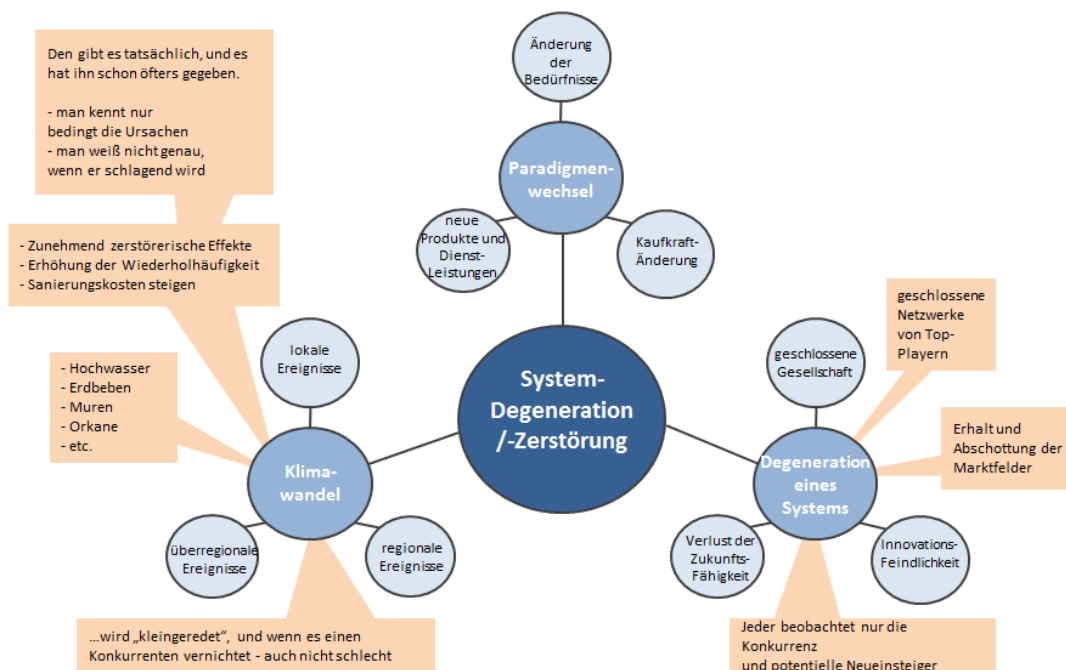 Den gibt es tatsächlich, und es
hat ihn schon öfters gegeben.
- man kennt nur
bedingt die Ursachen
- man weiß nicht genau,
wenn er schlagend wird
- Zunehmend zerstörerische Effekte
- Erhöhung der Wiederholhäufigkeit
- Sanierungskosten steigen
- Hochwasser
- Erdbeben
- Muren
- Orkane
- etc.
Änderung
der
Bedürfnisse
Paradigmen-
wechsel
neue
Produkte und
Dienst-
Leistungen
Kaufkraft-
Änderung
System-
Degeneration
/-Zerstörung
lokale
Ereignisse
Klima-
wandel
überregionale
Ereignisse
regionale
Ereignisse
...wird „kleingeredet“, und wenn es einen
Konkurrenten vernichtet - auch nicht schlecht
geschlossene
Netzwerke
von Top-
Playern
geschlossene
Gesellschaft
Erhalt und
Abschottung der
Marktfelder
Degeneration
eines
Systems
Verlust der
Zukunfts-
Fähigkeit
Innovations-
Feindlichkeit
Jeder beobachtet nur die
Konkurrenz
und potentielle Neueinsteiger